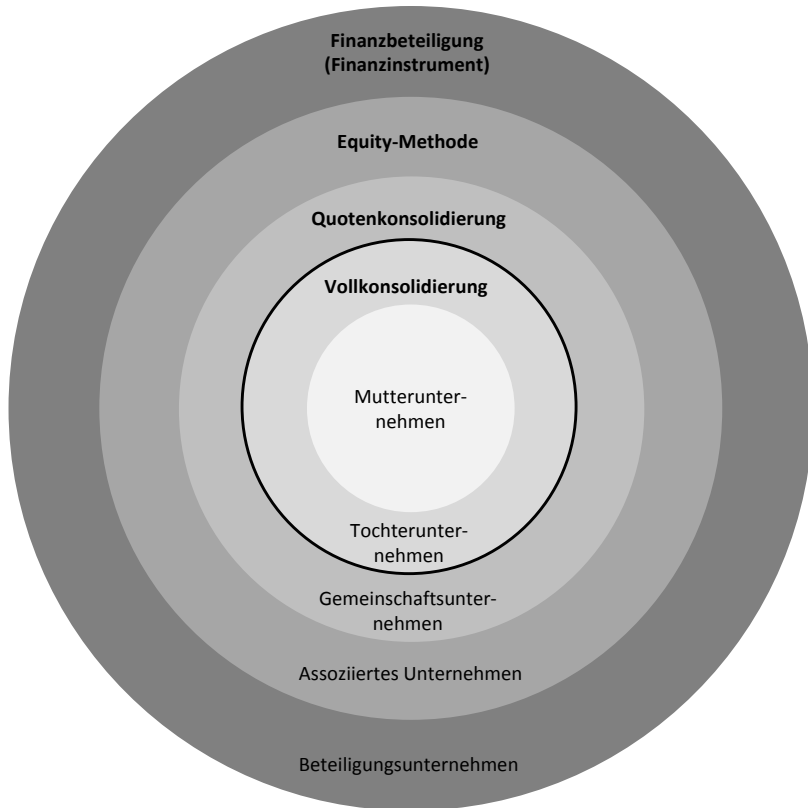 Finanzbeteiligung
(Finanzinstrument)
Equity-Methode
Quotenkonsolidierung
Vollkonsolidierung
Mutterunter-
nehmen
Tochterunter-
nehmen
Gemeinschaftsunter-
nehmen
Assoziiertes Unternehmen
Beteiligungsunternehmen